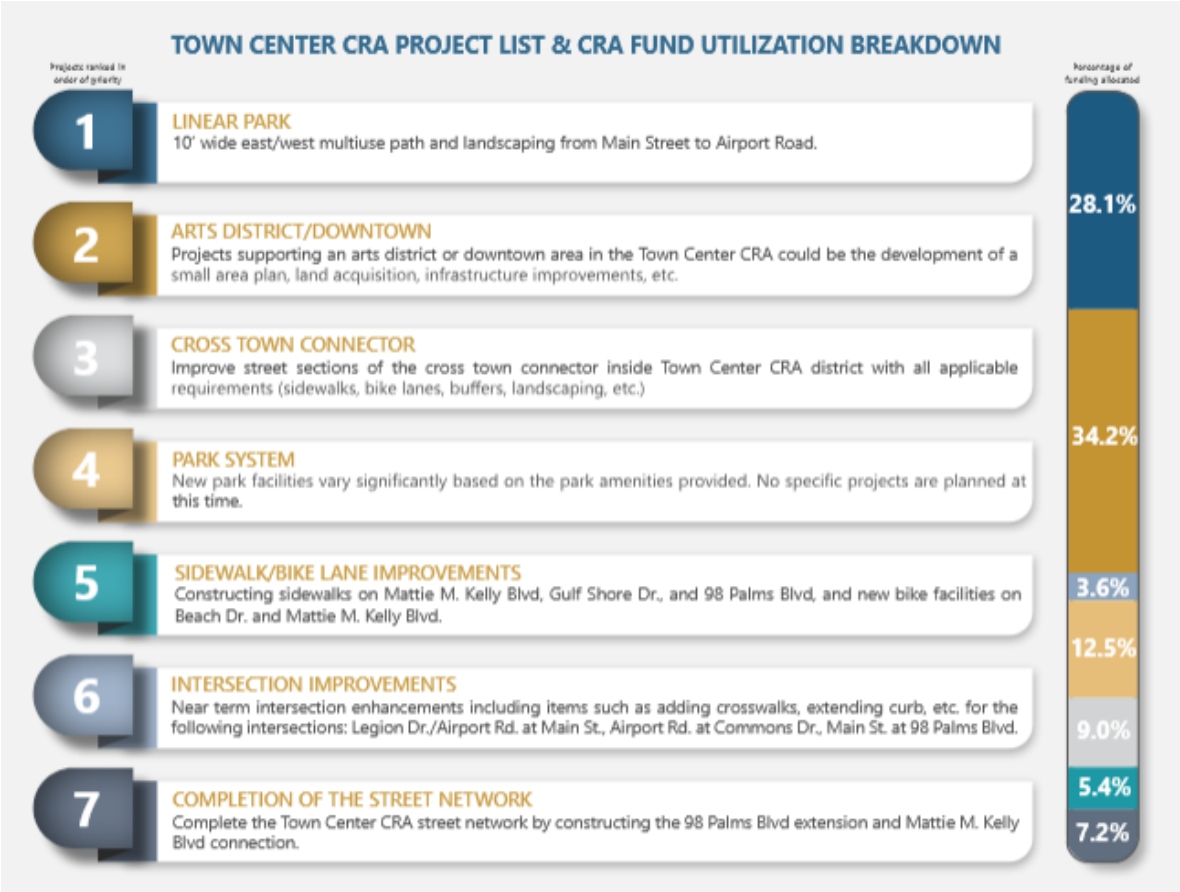 TOWN CENTER CRA PROJECT LIST & CRA FUND UTILIZATION BREAKDOWN
Projects ranked in
order of priority
Percentage of
funding allocated
1
LINEAR PARK
10' wide east/west multiuse path and landscaping from Main Street to Airport Road.
2
ARTS DISTRICT/DOWNTOWN
Projects supporting an arts district or downtown area in the Town Center CRA could be the development of a
small area plan, land acquisition, infrastructure improvements, etc.
3
CROSS TOWN CONNECTOR
Improve street sections of the cross town connector inside Town Center CRA district with all applicable
requirements (sidewalks, bike lanes, buffers, landscaping, etc.)
4
PARK SYSTEM
New park facilities vary significantly based on the park amenities provided. No specific projects are planned at
this time.
5
SIDEWALK/BIKE LANE IMPROVEMENTS
Constructing sidewalks on Mattie M. Kelly Blvd, Gulf Shore Dr., and 98 Palms Blvd, and new bike facilities on
Beach Dr. and Mattie M. Kelly Blvd.
6
INTERSECTION IMPROVEMENTS
Near term intersection enhancements including items such as adding crosswalks, extending curb, etc. for the
following intersections: Legion Dr./Airport Rd. at Main St., Airport Rd. at Commons Dr., Main St. at 98 Palms Blvd.
7
COMPLETION OF THE STREET NETWORK
Complete the Town Center CRA street network by constructing the 98 Palms Blvd extension and Mattie M. Kelly
Blvd connection.
28.1%
34.2%
3.6%
12.5%
9.0%
5.4%
7.2%